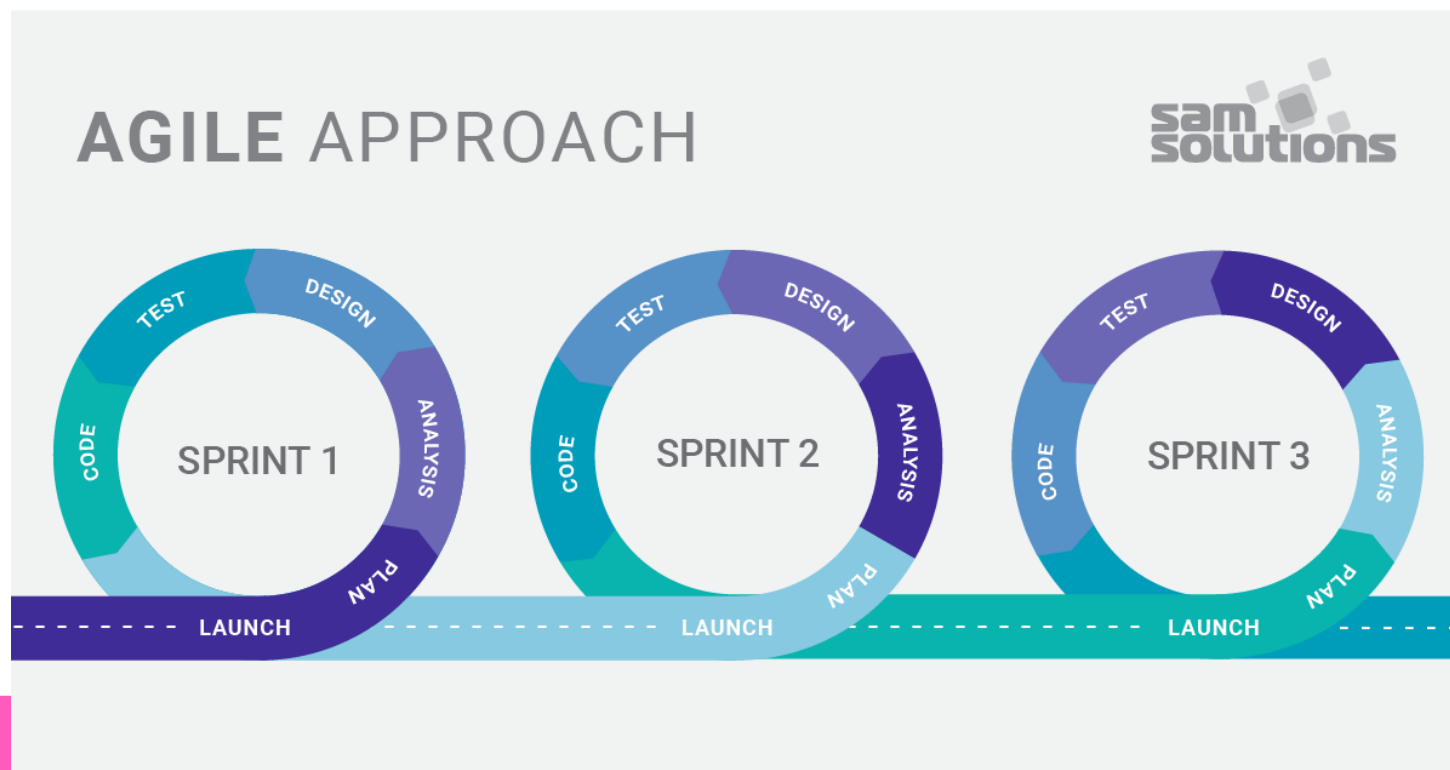 AGILE APPROACH
sam
solutions
TEST
DESIGN
CODE
SPRINT 1
ANALYSIS
PLAN
LAUNCH
TEST
DESIGN
CODE
SPRINT 2
ANALYSIS
PLAN
LAUNCH
TEST
DESIGN
CODE
SPRINT 3
ANALYSIS
PLAN
LAUNCH